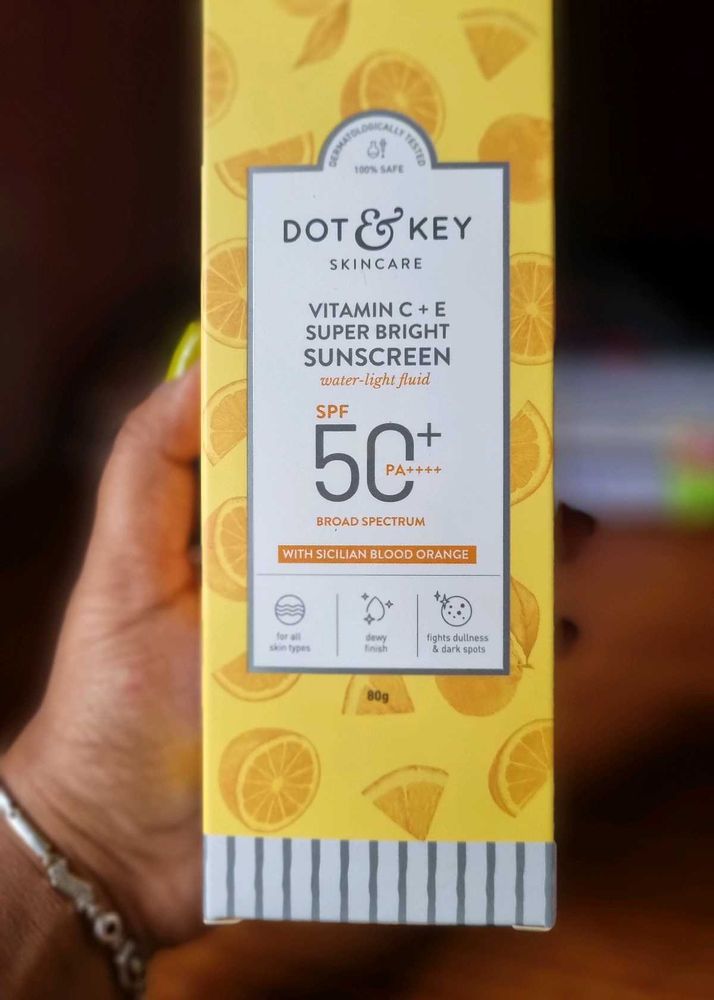 DERMATOLOGICALLY TESTED
100% SAFE
DOT & KEY
SKINCARE
VITAMIN C + E
SUPER BRIGHT
SUNSCREEN
water-light fluid
SPF
50+
PA++++
BROAD SPECTRUM
WITH SICILIAN BLOOD ORANGE
for all
skin types
dewy
finish
fights dullness
& dark spots
80g